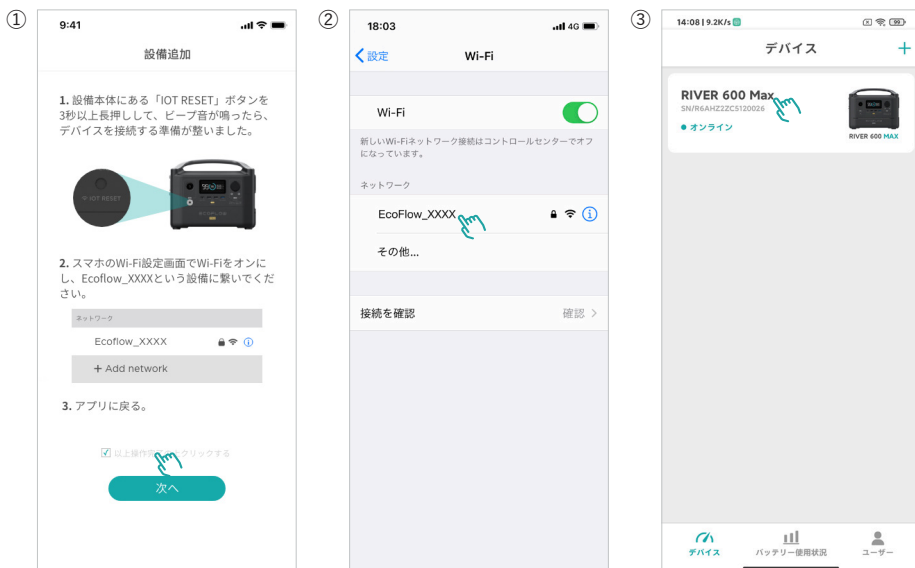 ①
9:41
設備追加
1. 設備本体にある「IOT RESET」ボタンを
3秒以上長押しして、ビープ音が鳴ったら、
デバイスを接続する準備が整いました。
IOT RESET
99
ECOFLOW
2. スマホのWi-Fi設定画面でWi-Fiをオンに
し、Ecoflow_XXXXという設備に繋いでくだ
さい。
ネットワーク
Ecoflow_XXXX
+ Add network
3. アプリに戻る。
以上操作完
クリックする
次へ
②
18:03
4G
設定
Wi-Fi
Wi-Fi
新しいWi-Fiネットワーク接続はコントロールセンターでオフ
になっています。
ネットワーク
EcoFlow_XXXX
その他...
接続を確認
確認 >
③
14:08 | 9.2K/s
99
デバイス
+
RIVER 600 Max
SN/R6AHZ2ZC5120026
オンライン
RIVER 600 MAX
デバイス
バッテリー使用状況
ユーザー